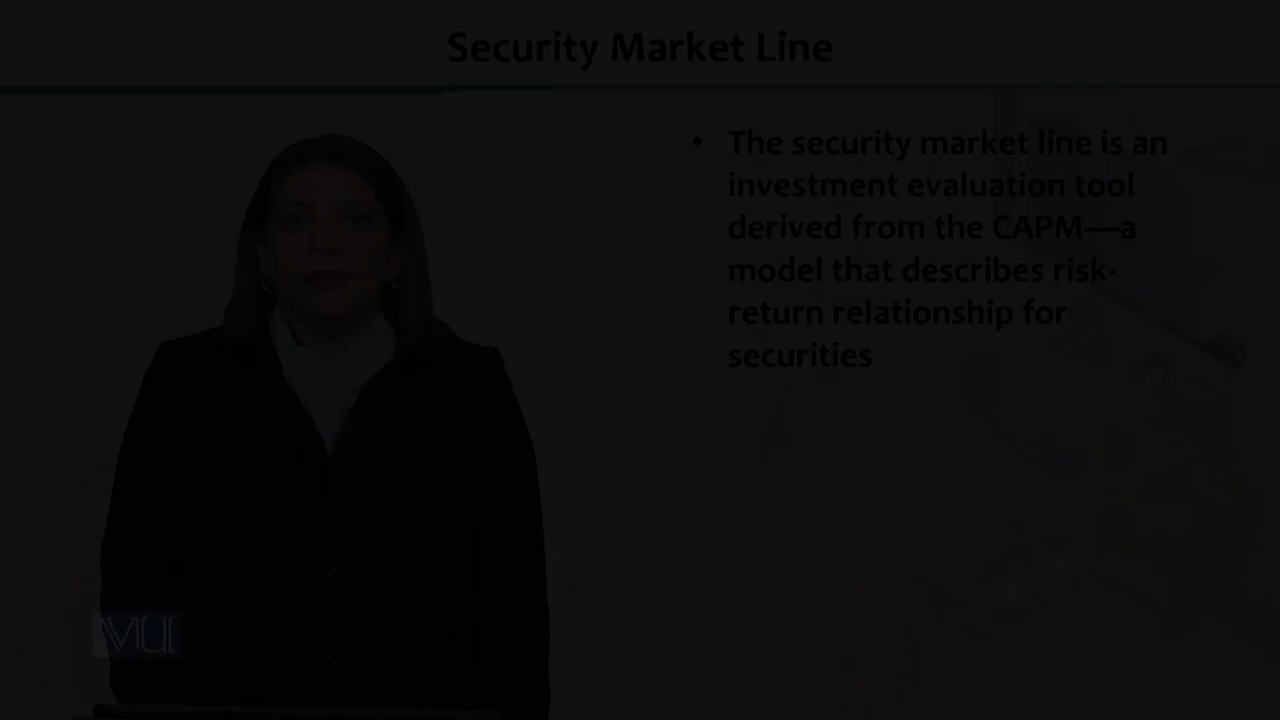 Security Market Line
• The security market line is an
investment evaluation tool
derived from the CAPM—a
model that describes risk-
return relationship for
securities
VU